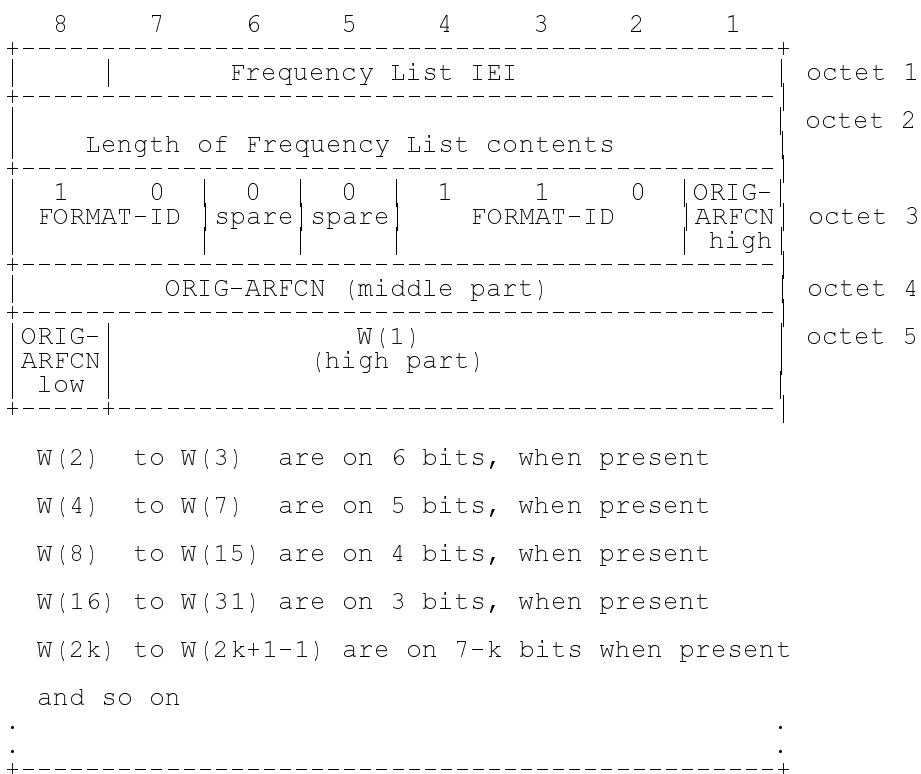 8 7 6 5 4 3 2 1
Frequency List IEI octet 1
octet 2
Length of Frequency List contents
1 0 0 0 1 1 0 ORIG-
FORMAT-ID spare spare FORMAT-ID ARFCN octet 3
high
ORIG-ARFCN (middle part) octet 4
ORIG- W(1) octet 5
ARFCN (high part)
low
W(2) to W(3) are on 6 bits, when present
W(4) to W(7) are on 5 bits, when present
W(8) to W(15) are on 4 bits, when present
W(16) to W(31) are on 3 bits, when present
W(2k) to W(2k+1-1) are on 7-k bits when present
and so on